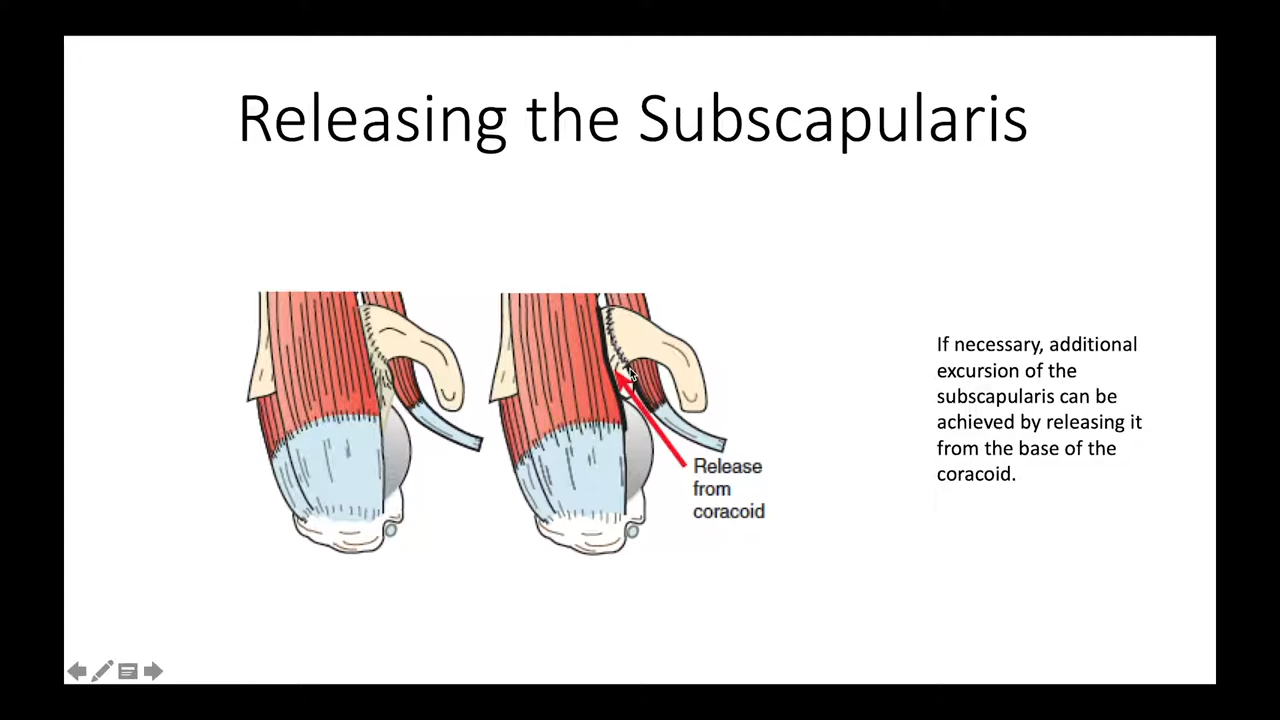 Releasing the Subscapularis
If necessary, additional
excursion of the
subscapularis can be
achieved by releasing it
from the base of the
coracoid.
Release
from
coracoid